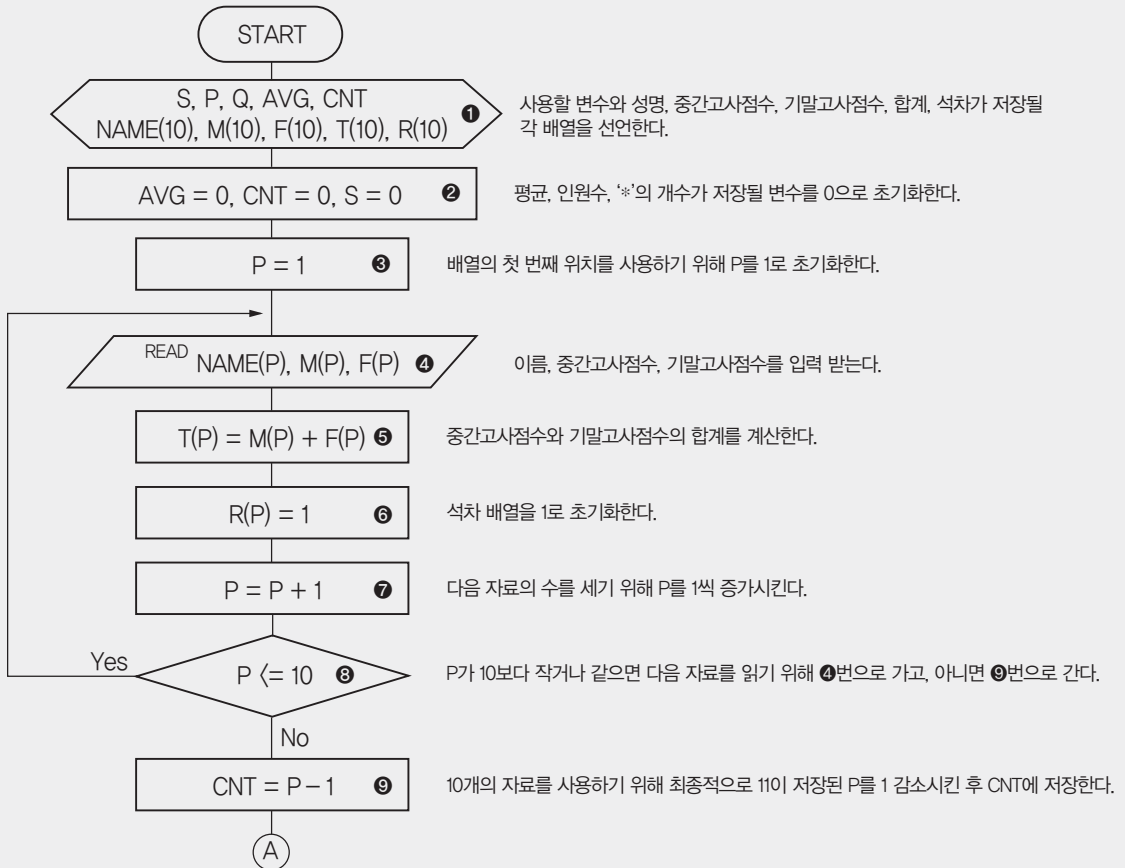 START
S, P, Q, AVG, CNT
NAME(10), M(10), F(10), T(10), R(10) ❶
사용할 변수와 성명, 중간고사점수, 기말고사점수, 합계, 석차가 저장될
각 배열을 선언한다.
AVG = 0, CNT = 0, S = 0 ❷
평균, 인원수, ‘*’의 개수가 저장될 변수를 0으로 초기화한다.
P = 1 ❸
배열의 첫 번째 위치를 사용하기 위해 P를 1로 초기화한다.
READ NAME(P), M(P), F(P) ❹
이름, 중간고사점수, 기말고사점수를 입력 받는다.
T(P) = M(P) + F(P) ❺
중간고사점수와 기말고사점수의 합계를 계산한다.
R(P) = 1 ❻
석차 배열을 1로 초기화한다.
P = P + 1 ❼
다음 자료의 수를 세기 위해 P를 1씩 증가시킨다.
Yes
P 〈= 10 ❽
P가 10보다 작거나 같으면 다음 자료를 읽기 위해 ❹번으로 가고, 아니면 ❾번으로 간다.
No
CNT = P − 1 ❾
10개의 자료를 사용하기 위해 최종적으로 11이 저장된 P를 1 감소시킨 후 CNT에 저장한다.
A